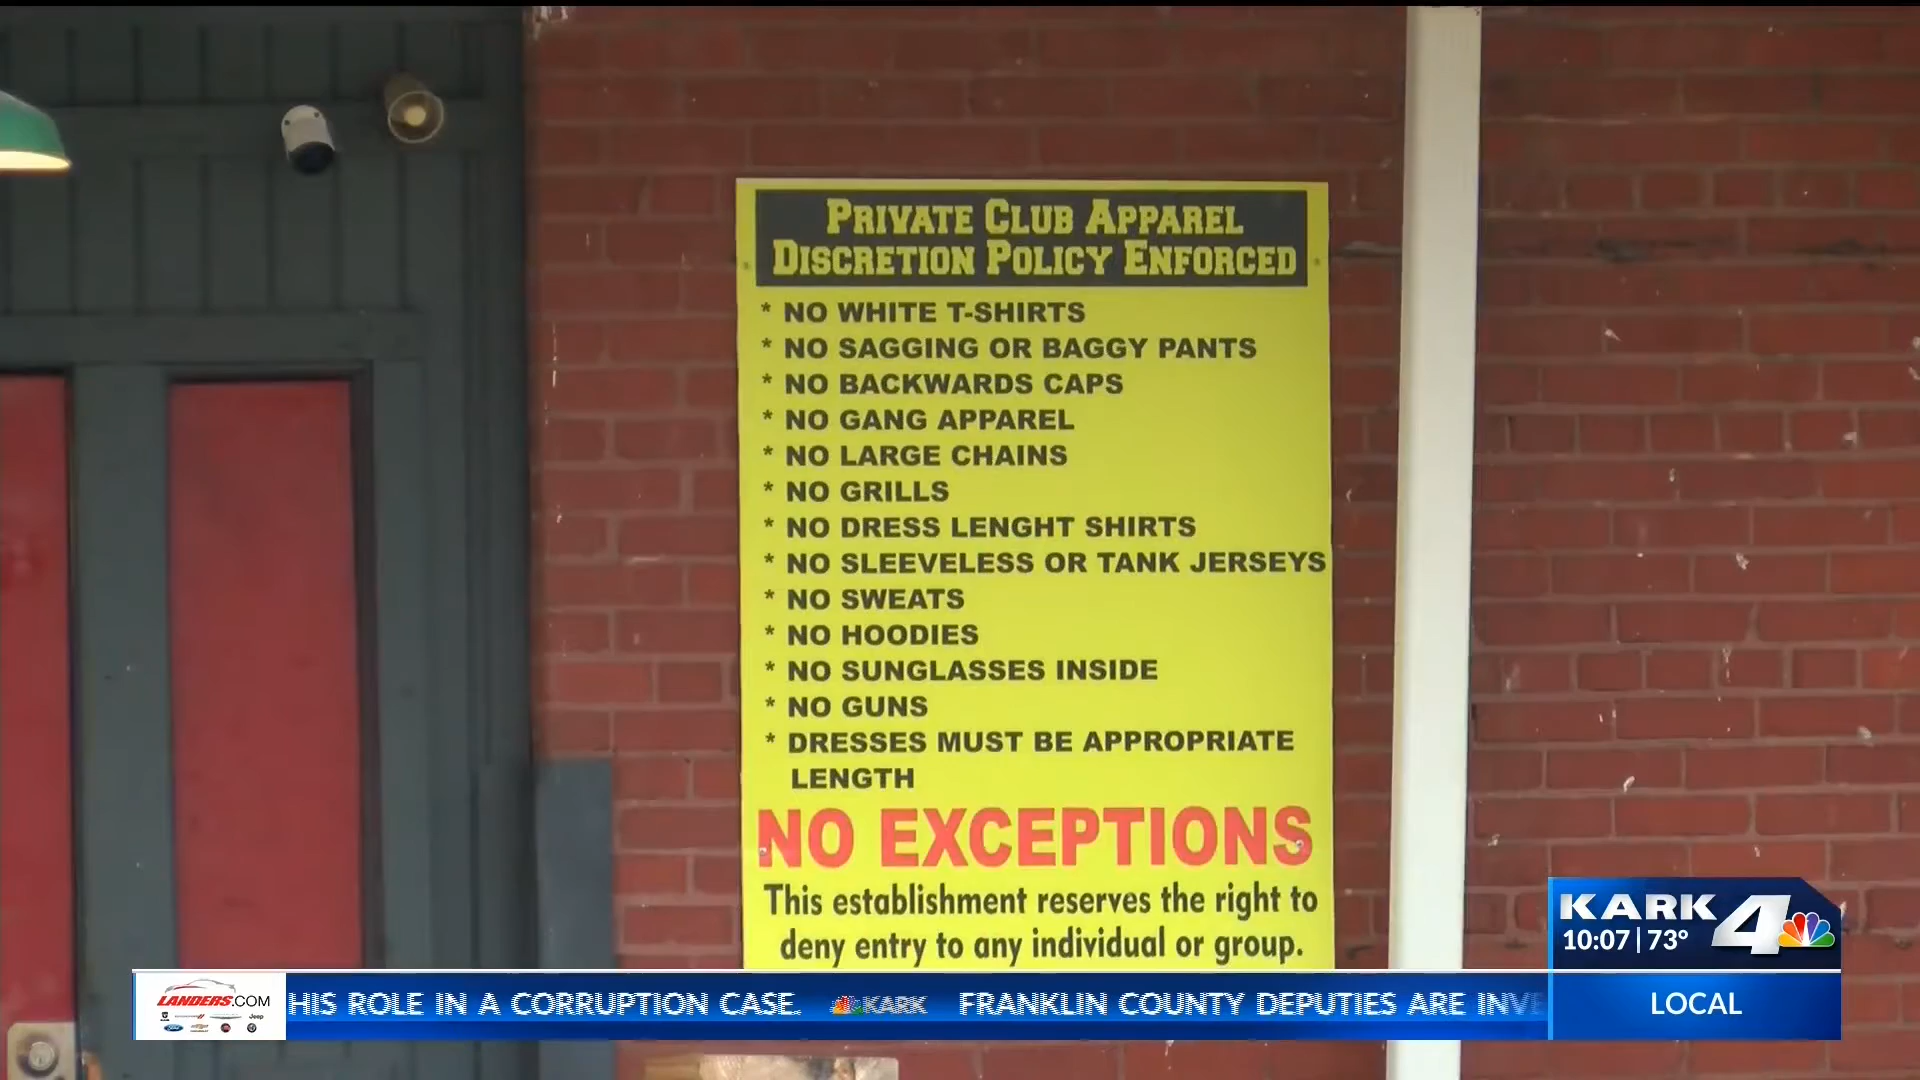 PRIVATE CLUB APPAREL
DISCRETION POLICY ENFORCED
* NO WHITE T-SHIRTS
* NO SAGGING OR BAGGY PANTS
* NO BACKWARDS CAPS
* NO GANG APPAREL
* NO LARGE CHAINS
* NO GRILLS
* NO DRESS LENGHT SHIRTS
* NO SLEEVELESS OR TANK JERSEYS
* NO SWEATS
* NO HOODIES
* NO SUNGLASSES INSIDE
* NO GUNS
* DRESSES MUST BE APPROPRIATE
LENGTH
NO EXCEPTIONS
This establishment reserves the right to
deny entry to any individual or group.
KARK 4
10:07 | 73°
LOCAL
LANDERS.COM
Jeep
Ford
HIS ROLE IN A CORRUPTION CASE. KARK FRANKLIN COUNTY DEPUTIES ARE INVE